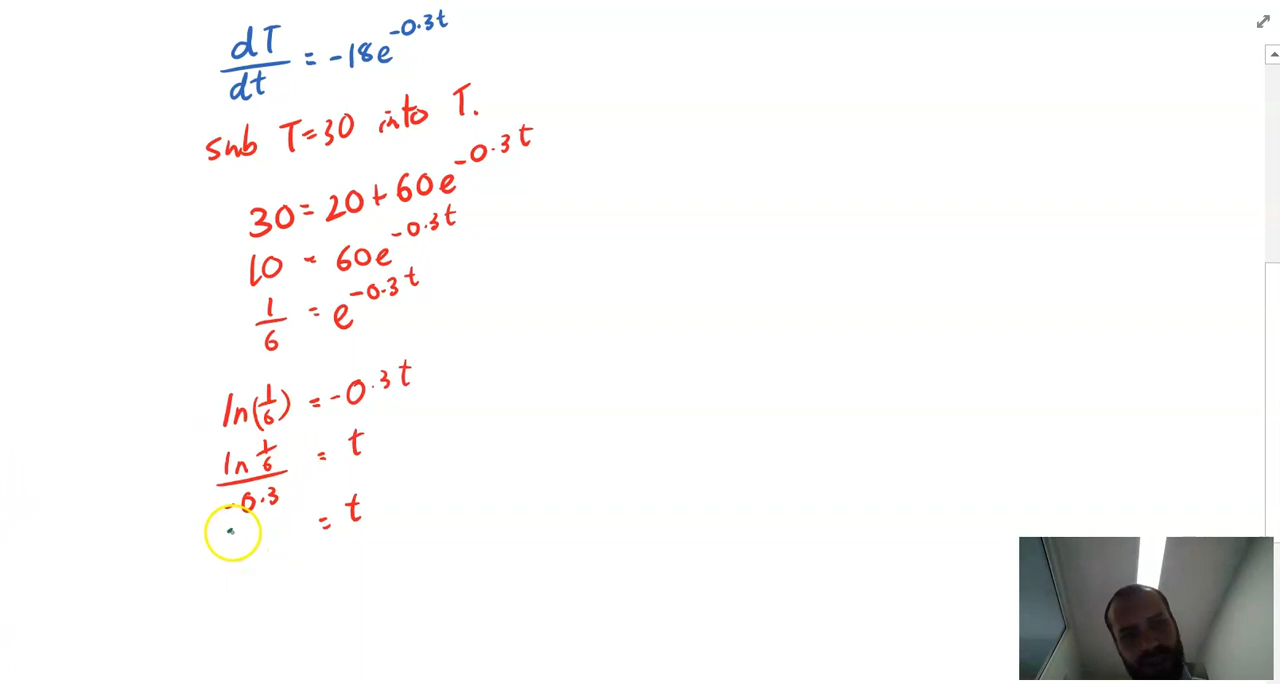 dT/dt = -18e^-0.3t
Sub T=30 into T.
30 = 20 + 60e^-0.3t
10 = 60e^-0.3t
1/6 = e^-0.3t
ln(1/6) = -0.3t
ln 1/6 / -0.3 = t
= t